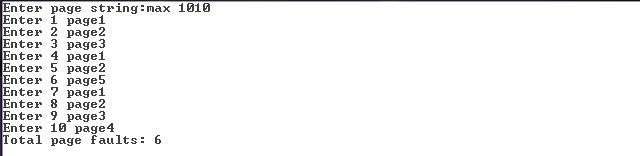 Enter page string:max 1010
Enter 1 page1
Enter 2 page2
Enter 3 page3
Enter 4 page1
Enter 5 page2
Enter 6 page5
Enter 7 page1
Enter 8 page2
Enter 9 page3
Enter 10 page4
Total page faults: 6